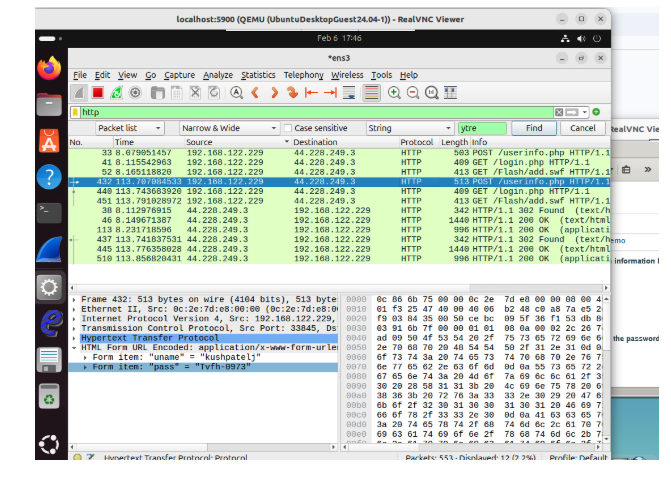 localhost:5900 (QEMU (UbuntuDesktopGuest24.04-1)) - RealVNC Viewer
Feb 6 17:46
*ens3
File Edit View Go Capture Analyze Statistics Telephony Wireless Tools Help
http
Packet list Narrow & Wide Case sensitive String ytre Find Cancel
RealVNC Vie
No. Time Source Destination Protocol Length Info
33 8.079051457 192.168.122.229 44.228.249.3 HTTP 503 POST /userinfo.php HTTP/1.1
41 8.115542963 192.168.122.229 44.228.249.3 HTTP 409 GET /login.php HTTP/1.1
52 8.165118820 192.168.122.229 44.228.249.3 HTTP 413 GET /Flash/add.swf HTTP/1.1
432 113.707084533 192.168.122.229 44.228.249.3 HTTP 513 POST /userinfo.php HTTP/1.1
440 113.743683920 192.168.122.229 44.228.249.3 HTTP 409 GET /login.php HTTP/1.1
451 113.791028972 192.168.122.229 44.228.249.3 HTTP 413 GET /Flash/add.swf HTTP/1.1
38 8.112976915 44.228.249.3 192.168.122.229 HTTP 342 HTTP/1.1 302 Found (text/h
46 8.149671387 44.228.249.3 192.168.122.229 HTTP 1440 HTTP/1.1 200 OK (text/html
113 8.231718596 44.228.249.3 192.168.122.229 HTTP 996 HTTP/1.1 200 OK (applicati
437 113.741837531 44.228.249.3 192.168.122.229 HTTP 342 HTTP/1.1 302 Found (text/h
445 113.776358028 44.228.249.3 192.168.122.229 HTTP 1440 HTTP/1.1 200 OK (text/html
510 113.856820431 44.228.249.3 192.168.122.229 HTTP 996 HTTP/1.1 200 OK (applicati
emo
information
the password
Frame 432: 513 bytes on wire (4104 bits), 513 byte
Ethernet II, Src: 0c:2e:7d:e8:00:00 (0c:2e:7d:e8:0
Internet Protocol Version 4, Src: 192.168.122.229,
Transmission Control Protocol, Src Port: 33845, Ds
Hypertext Transfer Protocol
HTML Form URL Encoded: application/x-www-form-urle
Form item: "uname" = "kushpatelj"
Form item: "pass" = "Tvfh-0973"
0000 0c 86 6b 75 00 00 0c 2e 7d e8 00 00 08 00 4
0010 01 f3 25 47 40 00 40 06 b2 48 c0 a8 7a e5 2
0020 f9 03 84 35 00 50 ce bc 09 5f 36 f1 53 db 8
0030 03 91 6b 7f 00 00 01 01 08 0a 00 02 2c 26 7
0040 ad 09 50 4f 53 54 20 2f 75 73 65 72 69 6e 6
0050 2e 70 68 70 20 48 54 54 50 2f 31 2e 31 0d 0
0060 6f 73 74 3a 20 74 65 73 74 70 68 70 2e 76 7
0070 6e 77 65 62 2e 63 6f 6d 0d 0a 55 73 65 72 2
0080 67 65 6e 74 3a 20 4d 6f 7a 69 6c 6c 61 2f 3
0090 30 20 28 58 31 31 3b 20 4c 69 6e 75 78 20 6
00a0 38 36 3b 20 72 76 3a 33 33 2e 30 29 20 47 6
00b0 6b 6f 2f 32 30 31 30 30 31 30 31 20 46 69 7
00c0 66 6f 78 2f 33 33 2e 30 0d 0a 41 63 63 65 7
00d0 3a 20 74 65 78 74 2f 68 74 6d 6c 2c 61 70 7
00e0 69 63 61 74 69 6f 6e 2f 78 68 74 6d 6c 2b 7
Hypertext Transfer Protocol: Protocol Packets: 553 · Displayed: 12 (2.2%) Profile: Default